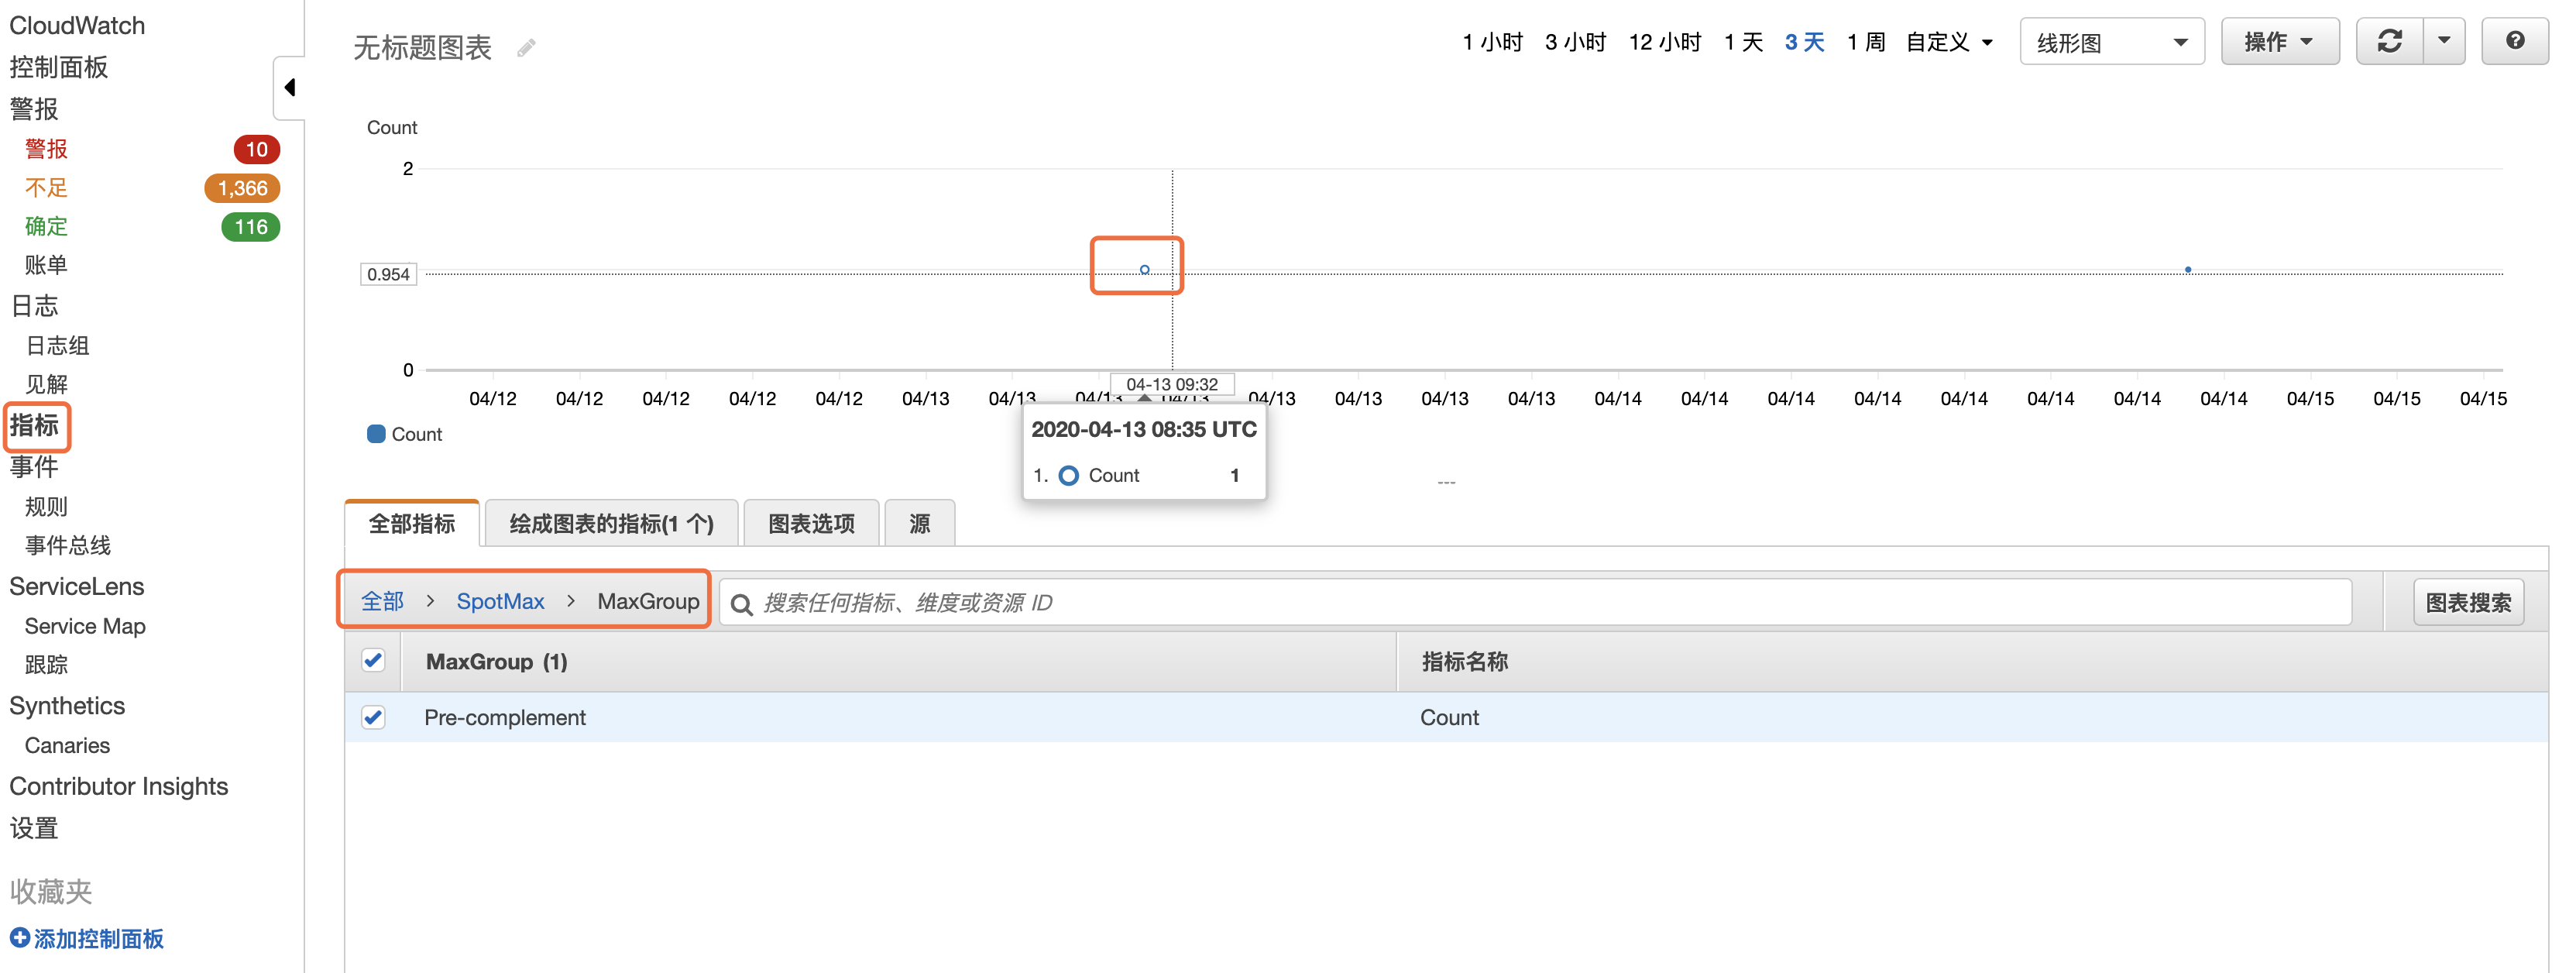 CloudWatch
控制面板
警报
警报 10
不足 1,366
确定 116
账单
日志
日志组
见解
指标
事件
规则
事件总线
ServiceLens
Service Map
跟踪
Synthetics
Canaries
Contributor Insights
设置
收藏夹
添加控制面板
无标题图表
1 小时 3 小时 12 小时 1 天 3 天 1 周 自定义
线形图
操作
Count
2
0.954
0
04/12 04/12 04/12 04/12 04/12 04/13 04/13 04/13 04/13 04/13 04/13 04/13 04/13 04/14 04/14 04/14 04/14 04/14 04/14 04/14 04/14 04/15 04/15 04/15
04-13 09:32
Count
2020-04-13 08:35 UTC
1. Count 1
---
全部指标 绘成图表的指标(1 个) 图表选项 源
全部 > SpotMax > MaxGroup
搜索任何指标、维度或资源 ID
图表搜索
MaxGroup (1) 指标名称
Pre-complement Count